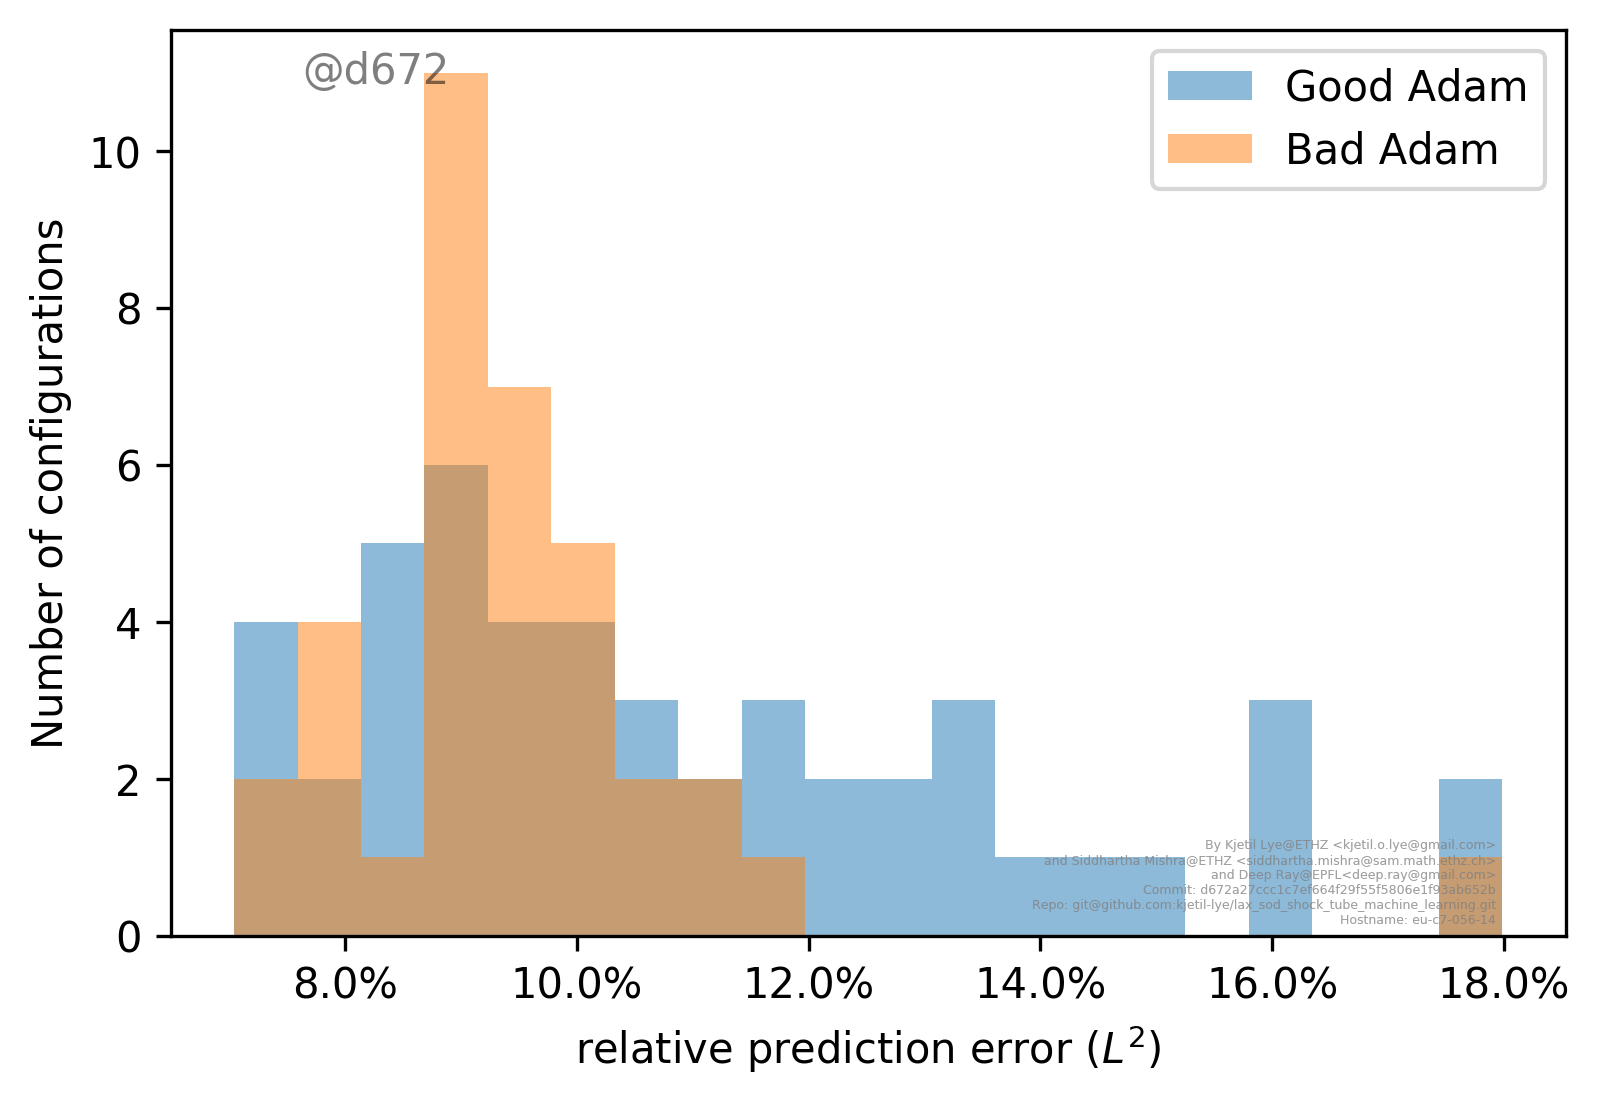 @d672
Good Adam
Bad Adam
Number of configurations
10
8
6
4
2
0
By Kjetil Lye@ETHZ <kjetil.o.lye@gmail.com>
and Siddhartha Mishra@ETHZ <siddhartha.mishra@sam.math.ethz.ch>
and Deep Ray@EPFL<deep.ray@gmail.com>
Commit: d672a27ccc1c7ef664f29f55f5806e1f93ab652b
Repo: git@github.com:kjetil-lye/lax_sod_shock_tube_machine_learning.git
Hostname: eu-c7-056-14
8.0% 10.0% 12.0% 14.0% 16.0% 18.0%
relative prediction error (L²)